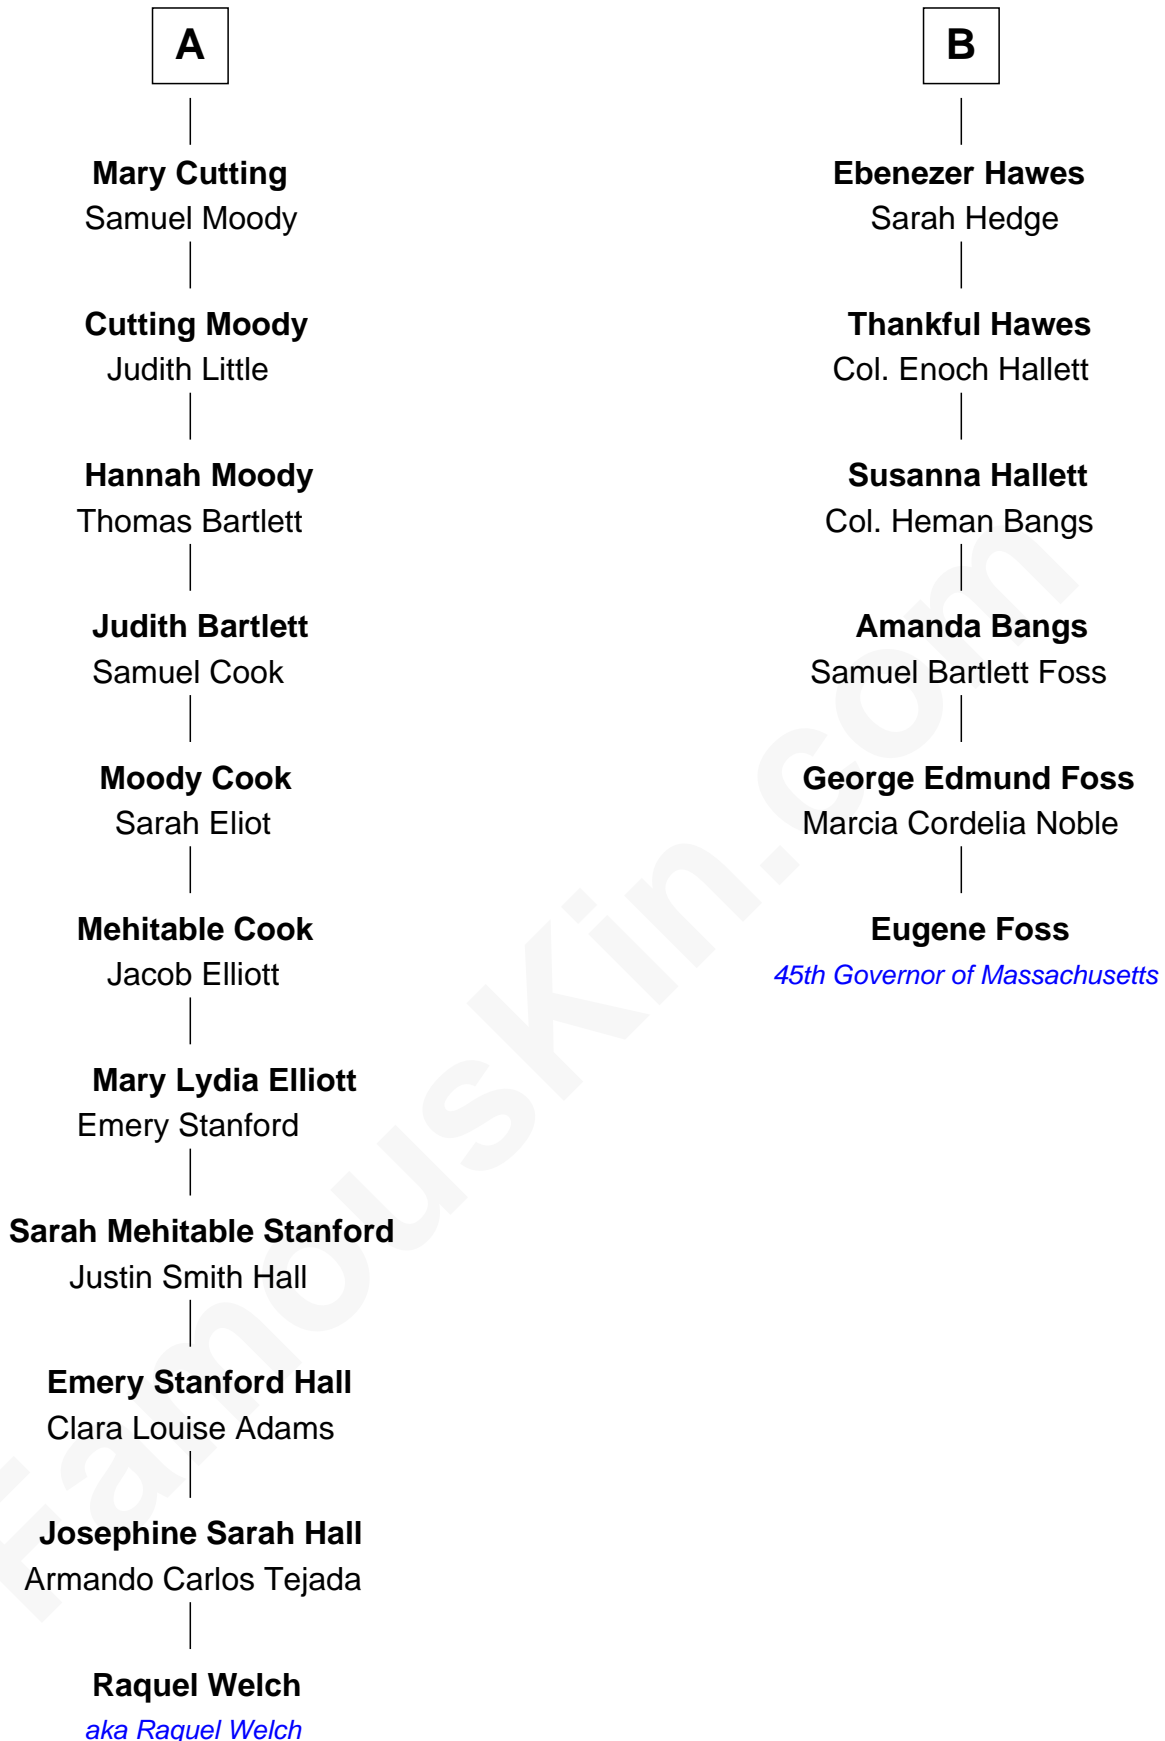 A
Mary Cutting
Samuel Moody
Cutting Moody
Judith Little
Hannah Moody
Thomas Bartlett
Judith Bartlett
Samuel Cook
Moody Cook
Sarah Eliot
Mehitable Cook
Jacob Elliott
Mary Lydia Elliott
Emery Stanford
Sarah Mehitable Stanford
Justin Smith Hall
Emery Stanford Hall
Clara Louise Adams
Josephine Sarah Hall
Armando Carlos Tejada
Raquel Welch
aka Raquel Welch
B
Ebenezer Hawes
Sarah Hedge
Thankful Hawes
Col. Enoch Hallett
Susanna Hallett
Col. Heman Bangs
Amanda Bangs
Samuel Bartlett Foss
George Edmund Foss
Marcia Cordelia Noble
Eugene Foss
45th Governor of Massachusetts
FamousKin.com